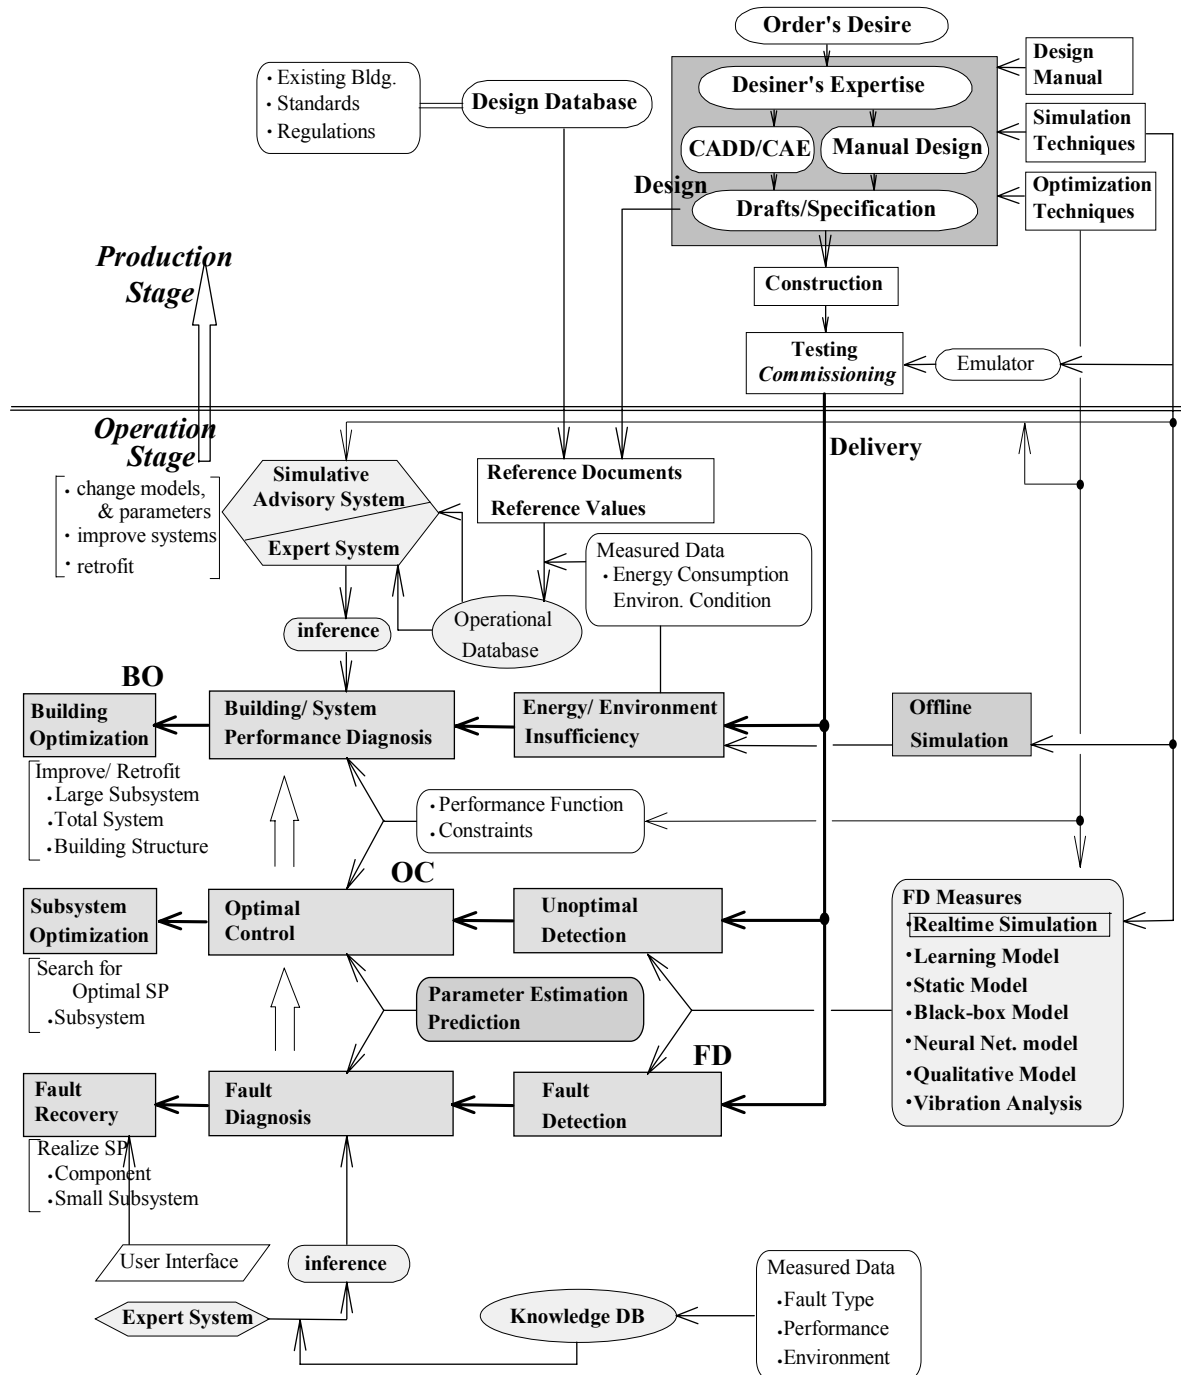 Order's Desire
Design
Manual
Desiner's Expertise
· Existing Bldg.
· Standards
· Regulations
Design Database
Simulation
Techniques
CADD/CAE
Manual Design
Design
Optimization
Techniques
Drafts/Specification
Production
Stage
Construction
Testing
Commissioning
Emulator
Operation
Stage
Delivery
· change models,
& parameters
· improve systems
· retrofit
Simulative
Advisory System
Expert System
Reference Documents
Reference Values
Measured Data
· Energy Consumption
Environ. Condition
inference
Operational
Database
BO
Building
Optimization
Building/ System
Performance Diagnosis
Energy/ Environment
Insufficiency
Offline
Simulation
Improve/ Retrofit
· Large Subsystem
· Total System
· Building Structure
· Performance Function
· Constraints
OC
Subsystem
Optimization
Optimal
Control
Unoptimal
Detection
FD Measures
·Realtime Simulation
·Learning Model
·Static Model
·Black-box Model
·Neural Net. model
·Qualitative Model
·Vibration Analysis
Search for
Optimal SP
· Subsystem
Parameter Estimation
Prediction
FD
Fault
Recovery
Fault
Diagnosis
Fault
Detection
Realize SP
· Component
· Small Subsystem
User Interface
inference
Expert System
Knowledge DB
Measured Data
·Fault Type
·Performance
·Environment